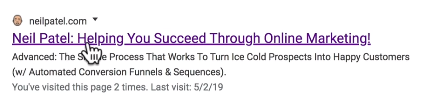 neilpatel.com
Neil Patel: Helping You Succeed Through Online Marketing!
Advanced: The Process That Works To Turn Ice Cold Prospects Into Happy Customers
(w/ Automated Conversion Funnels & Sequences).
You've visited this page 2 times. Last visit: 5/2/19